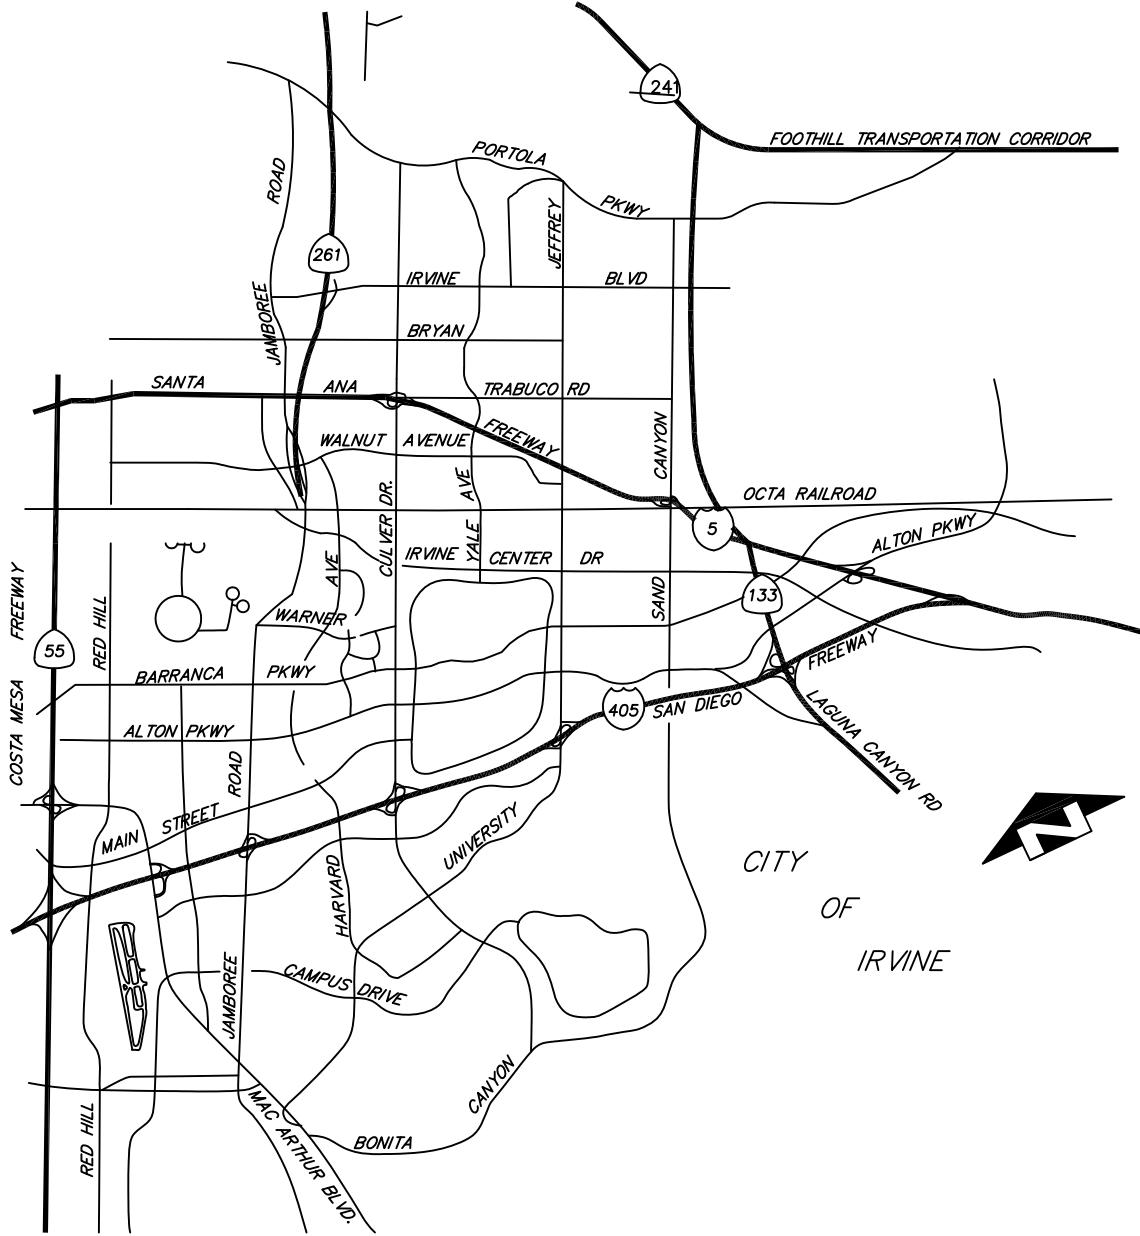 241
FOOTHILL TRANSPORTATION CORRIDOR
PORTOLA
PKWY
ROAD
JEFFREY
261
IRVINE
BLVD
JAMBOREE
BRYAN
SANTA
ANA
TRABUCO RD
FREEWAY
WALNUT
AVENUE
CANYON
AVE
CULVER DR.
OCTA RAILROAD
5
ALTON PKWY
YALE
IRVINE
CENTER
DR
AVE
COSTA MESA FREEWAY
RED HILL
WARNER
SAND
133
55
BARRANCA
PKWY
FREEWAY
405
SAN DIEGO
LAGUNA CANYON RD
ALTON PKWY
ROAD
MAIN
STREET
UNIVERSITY
HARVARD
N
CITY
OF
IRVINE
JAMBOREE
CAMPUS DRIVE
CANYON
RED HILL
MAC ARTHUR BLVD.
BONITA